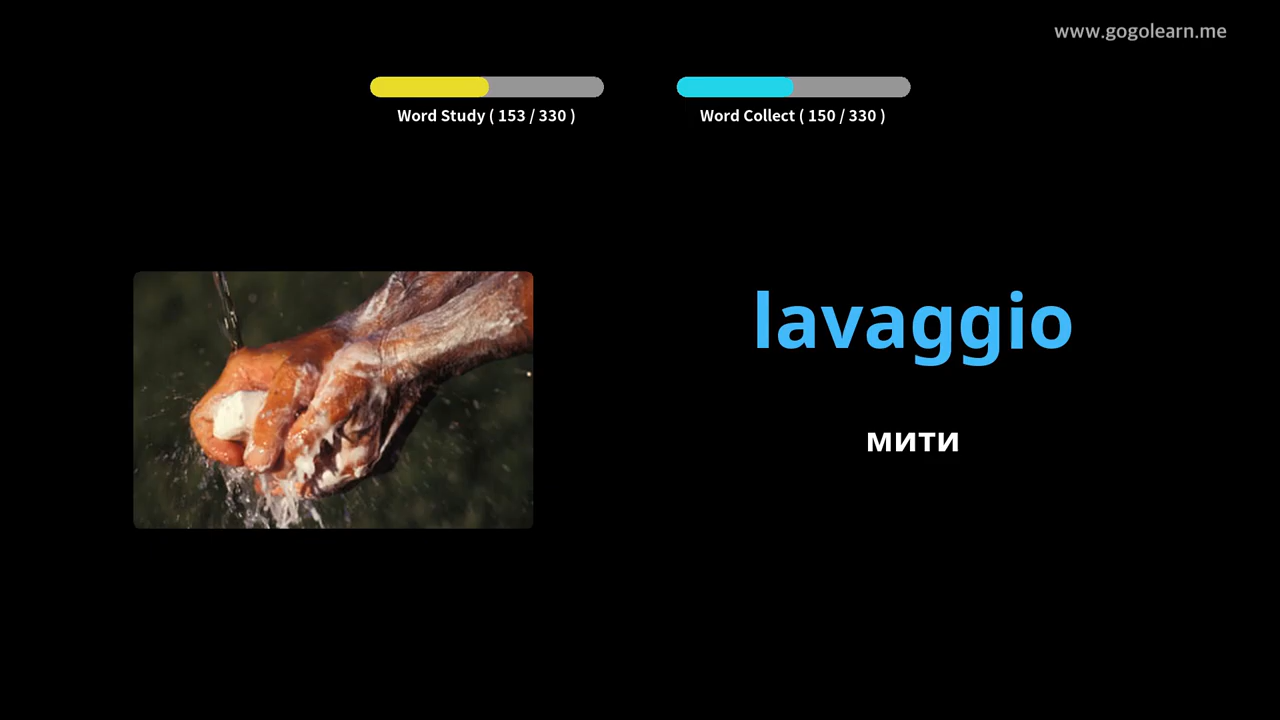 www.gogolearn.me
Word Study ( 153 / 330 )
Word Collect ( 150 / 330 )
lavaggio
мити